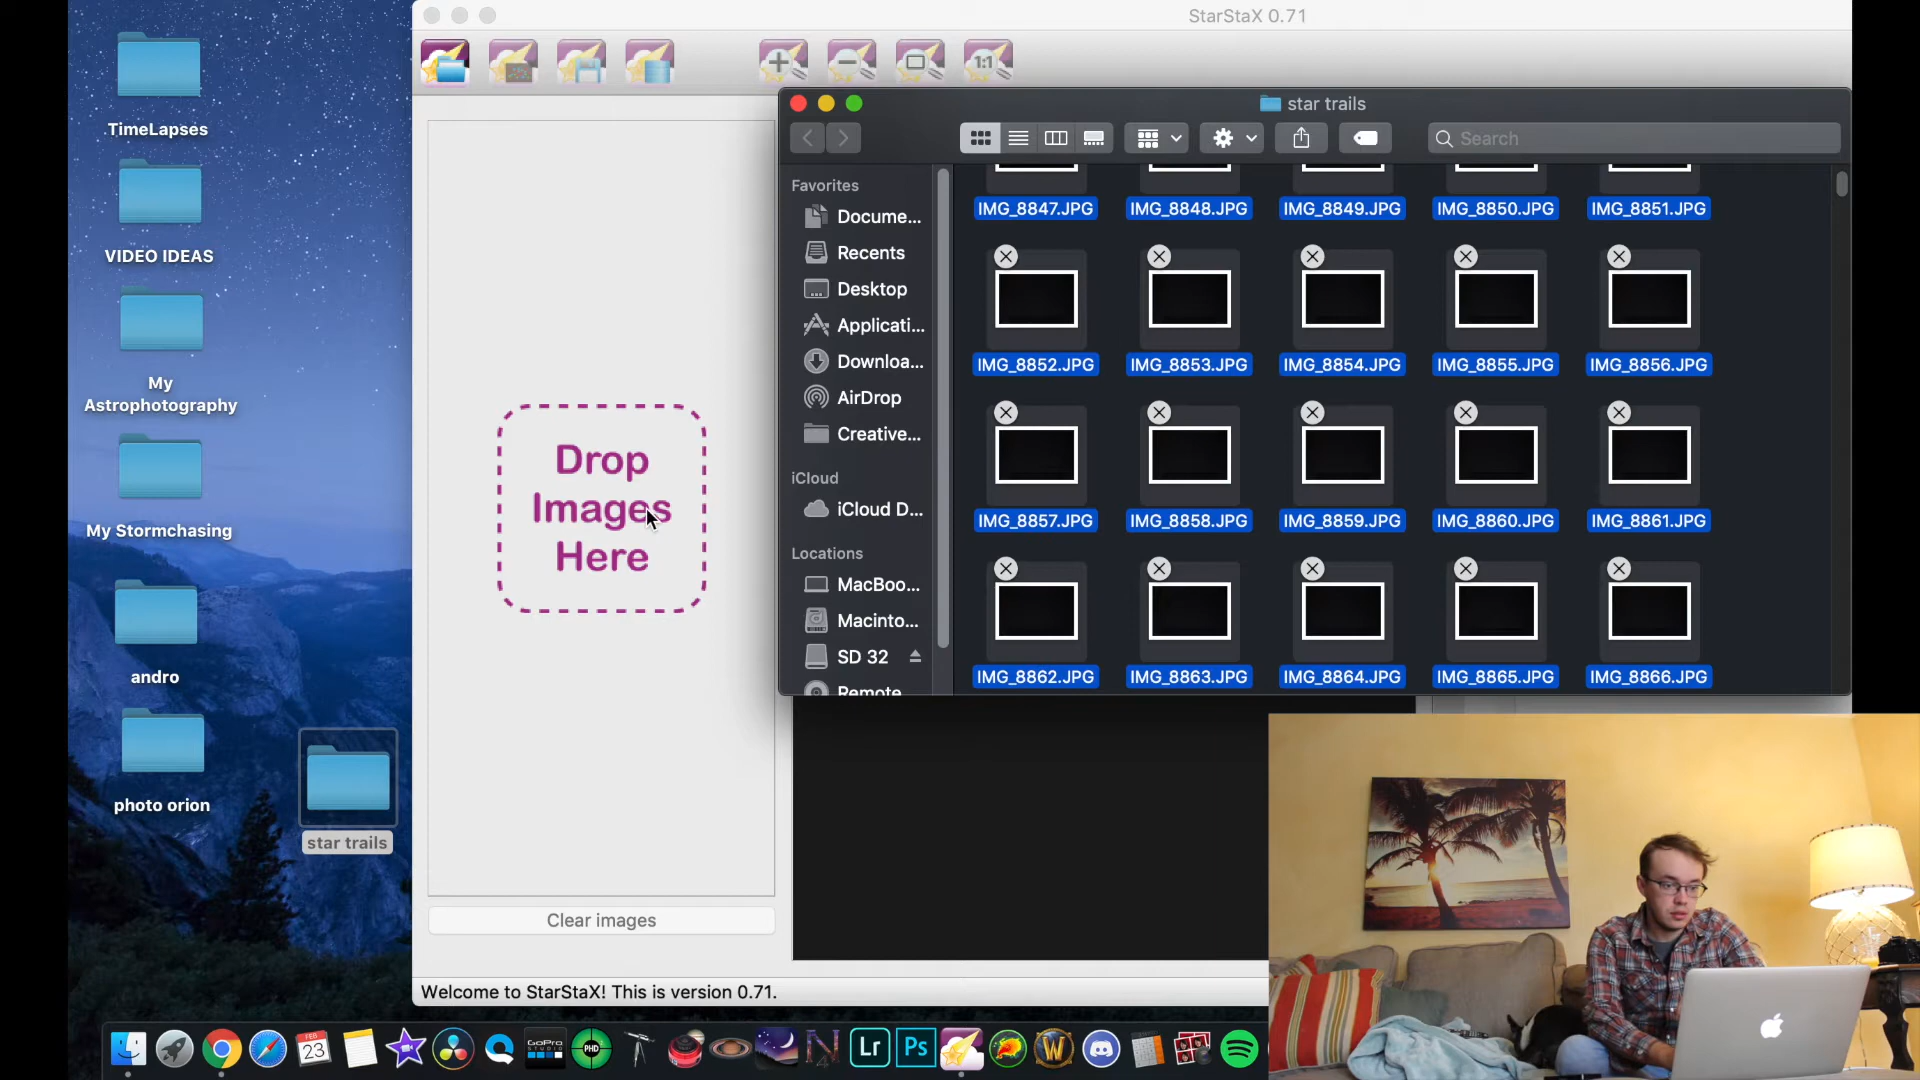 StarStaX 0.71
1:1
star trails
Search
Favorites
Docume...
Recents
Desktop
Applicati...
Downloa...
AirDrop
Creative...
iCloud
iCloud D...
Locations
MacBoo...
Macinto...
SD 32
Remote
IMG_8847.JPG
IMG_8848.JPG
IMG_8849.JPG
IMG_8850.JPG
IMG_8851.JPG
IMG_8852.JPG
IMG_8853.JPG
IMG_8854.JPG
IMG_8855.JPG
IMG_8856.JPG
IMG_8857.JPG
IMG_8858.JPG
IMG_8859.JPG
IMG_8860.JPG
IMG_8861.JPG
IMG_8862.JPG
IMG_8863.JPG
IMG_8864.JPG
IMG_8865.JPG
IMG_8866.JPG
TimeLapses
VIDEO IDEAS
My
Astrophotography
My Stormchasing
andro
photo orion
star trails
Drop
Images
Here
Clear images
Welcome to StarStaX! This is version 0.71.
FEB
23
GoPro
STUDIO
PHD
N
Lr
Ps
W